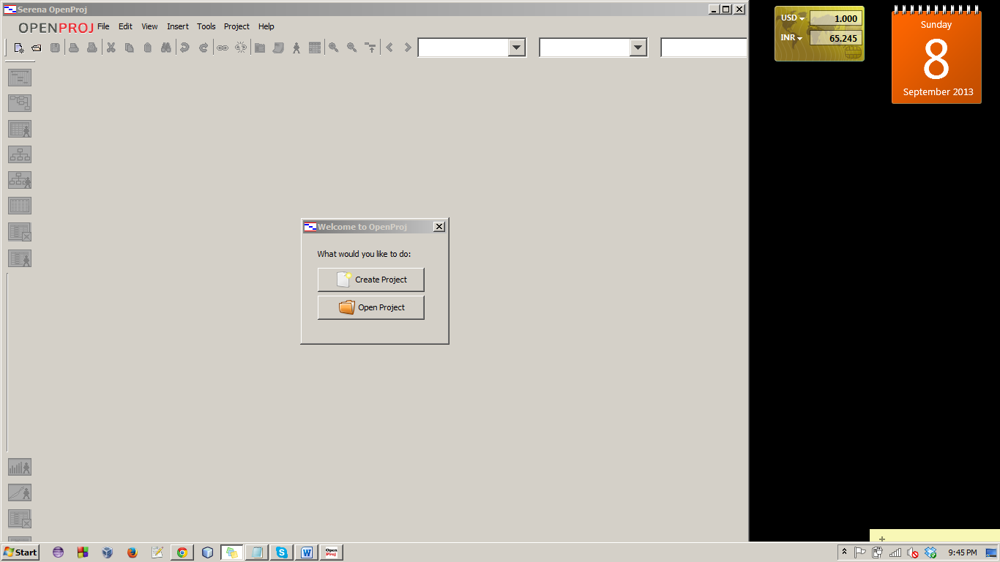 Serena OpenProj
OPENPROJ File Edit View Insert Tools Project Help
USD 1.000
INR 65.245
Sunday
8
September 2013
Welcome to OpenProj
What would you like to do:
Create Project
Open Project
Start
Open
Proj
9:45 PM